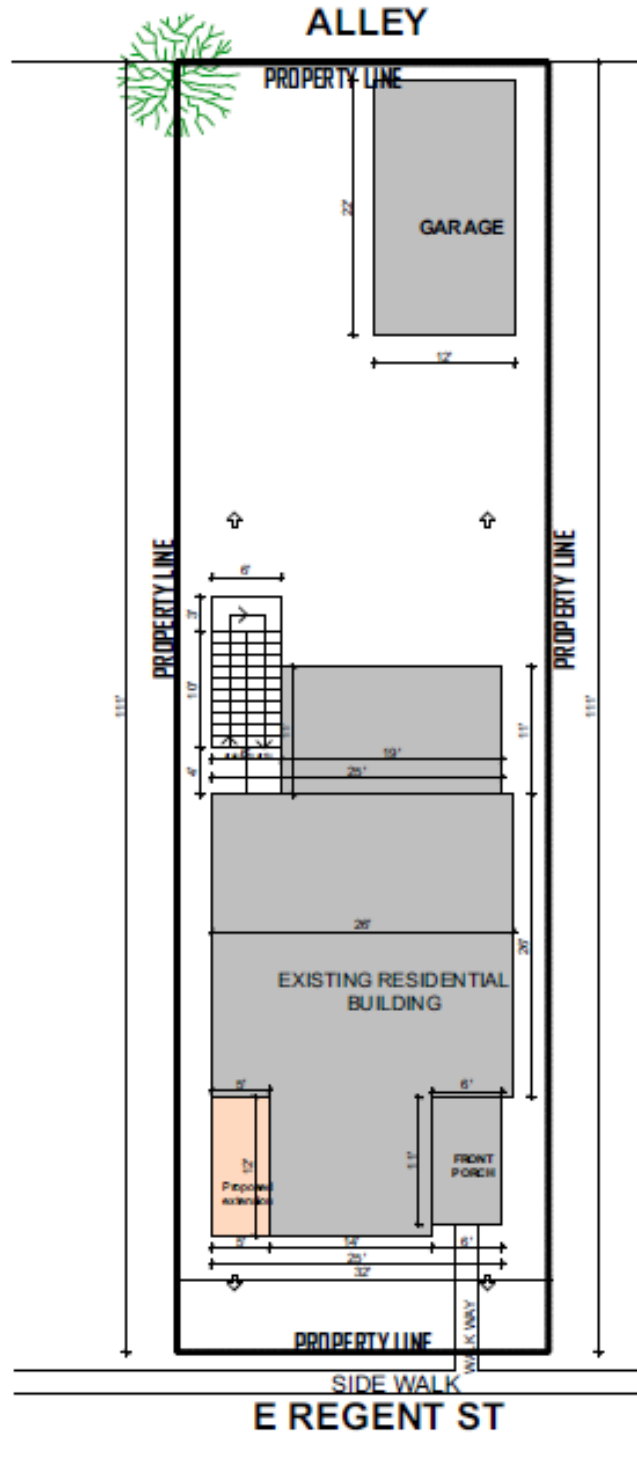 ALLEY
PROPERTY LINE
22'
GARAGE
12'
PROPERTY LINE
PROPERTY LINE
6'
3'
111'
111'
10'
11'
11'
19'
4'
25'
26'
26'
EXISTING RESIDENTIAL
BUILDING
5'
6'
12'
11'
FRONT
PORCH
Proposed
extension
5'
14'
6'
25'
32'
WALK WAY
PROPERTY LINE
SIDE WALK
E REGENT ST